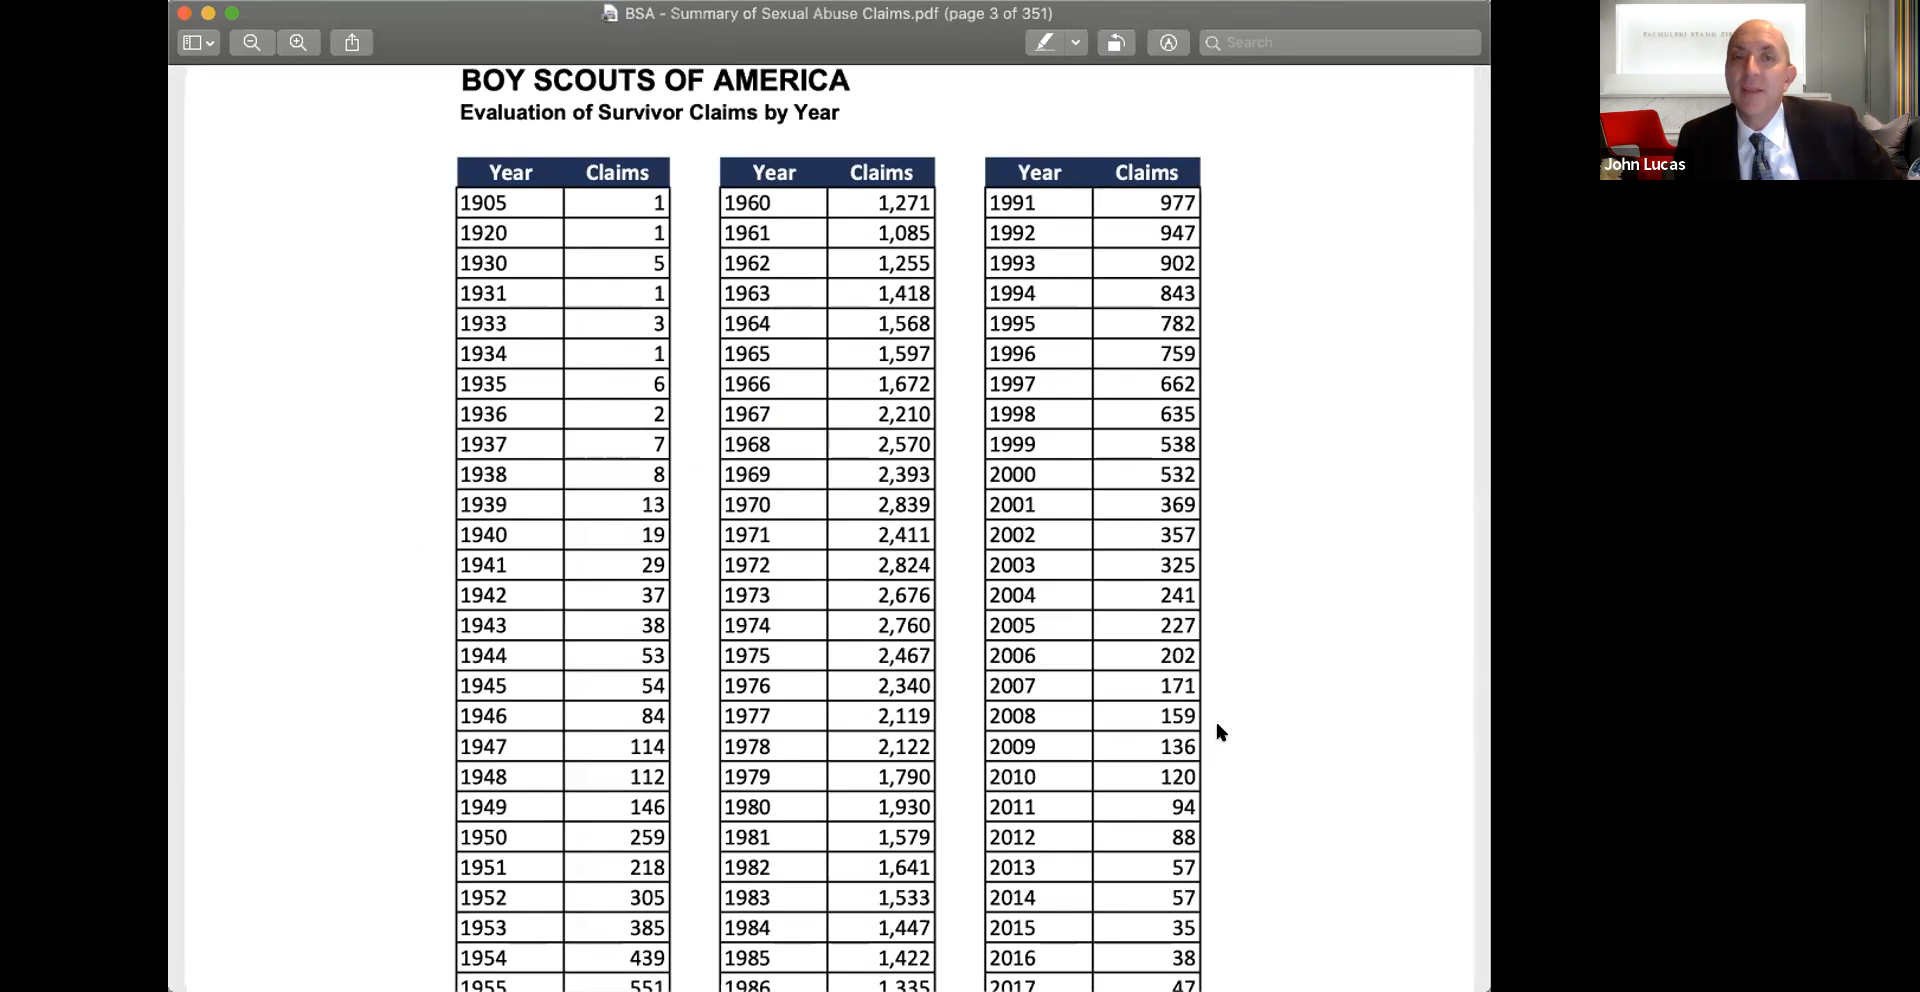 BSA - Summary of Sexual Abuse Claims.pdf (page 3 of 351)
Search
BOY SCOUTS OF AMERICA
Evaluation of Survivor Claims by Year
Year Claims Year Claims Year Claims
1905 1 1960 1,271 1991 977
1920 1 1961 1,085 1992 947
1930 5 1962 1,255 1993 902
1931 1 1963 1,418 1994 843
1933 3 1964 1,568 1995 782
1934 1 1965 1,597 1996 759
1935 6 1966 1,672 1997 662
1936 2 1967 2,210 1998 635
1937 7 1968 2,570 1999 538
1938 8 1969 2,393 2000 532
1939 13 1970 2,839 2001 369
1940 19 1971 2,411 2002 357
1941 29 1972 2,824 2003 325
1942 37 1973 2,676 2004 241
1943 38 1974 2,760 2005 227
1944 53 1975 2,467 2006 202
1945 54 1976 2,340 2007 171
1946 84 1977 2,119 2008 159
1947 114 1978 2,122 2009 136
1948 112 1979 1,790 2010 120
1949 146 1980 1,930 2011 94
1950 259 1981 1,579 2012 88
1951 218 1982 1,641 2013 57
1952 305 1983 1,533 2014 57
1953 385 1984 1,447 2015 35
1954 439 1985 1,422 2016 38
1955 551 1986 1,335 2017 47
PACHULSKI STANG
John Lucas